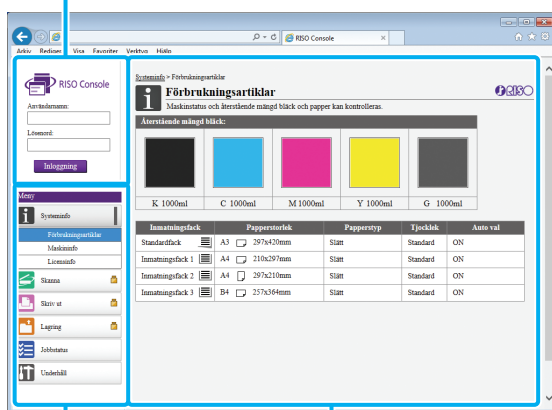 RISO Console
Arkiv Rediger Visa Favoriter Verktyg Hjälp
RISO Console
Användarnamn:
Lösenord:
Inloggning
Meny
Systeminfo
Förbrukningsartiklar
Maskininfo
Licensinfo
Skanna
Skriv ut
Lagring
Jobbstatus
Underhåll
Systeminfo > Förbrukningsartiklar
Förbrukningsartiklar
RISO
Maskinstatus och återstående mängd bläck och papper kan kontrolleras.
Återstående mängd bläck:
K 1000ml C 1000ml M 1000ml Y 1000ml G 1000ml
Inmatningsfack Papperstorlek Papperstyp Tjocklek Auto val
Standardfack A3 297x420mm Slätt Standard ON
Inmatningsfack 1 A4 210x297mm Slätt Standard ON
Inmatningsfack 2 A4 297x210mm Slätt Standard ON
Inmatningsfack 3 B4 257x364mm Slätt Standard ON